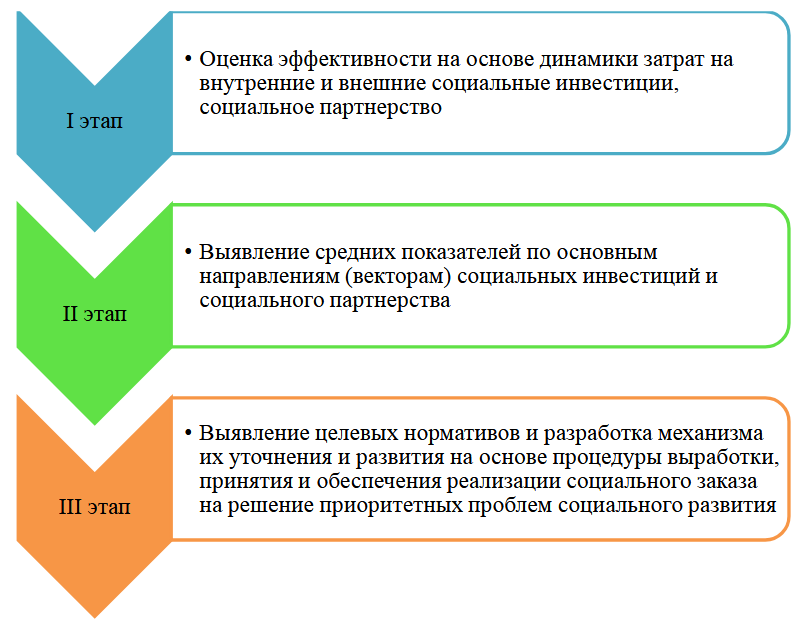 I этап
• Оценка эффективности на основе динамики затрат на
внутренние и внешние социальные инвестиции,
социальное партнерство
II этап
• Выявление средних показателей по основным
направлениям (векторам) социальных инвестиций и
социального партнерства
III этап
• Выявление целевых нормативов и разработка механизма
их уточнения и развития на основе процедуры выработки,
принятия и обеспечения реализации социального заказа
на решение приоритетных проблем социального развития